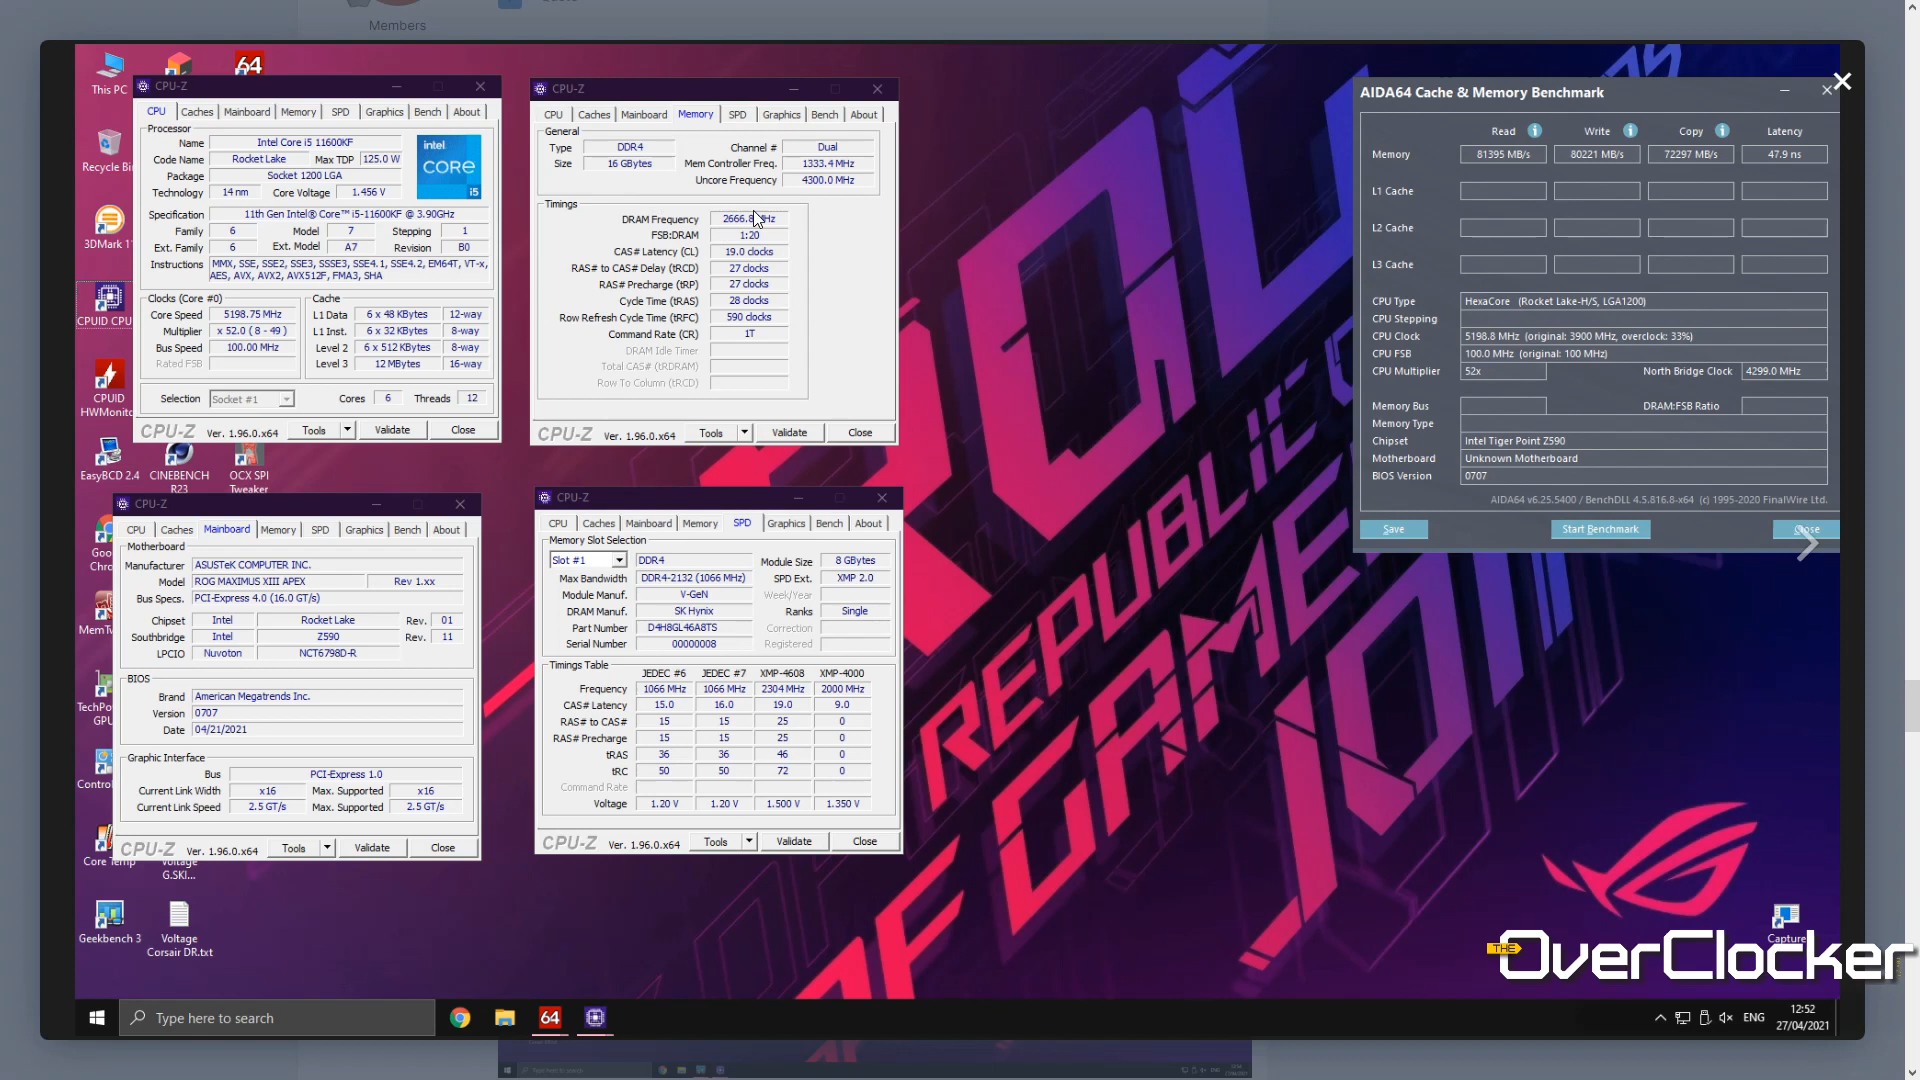 Members
This PC
Recycle Bin
3DMark 11
CPUID CPU
CPUID
HWMonitor
EasyBCD 2.4
CINEBENCH
R23
OCX SPI
Tweaker
64
CPU-Z
CPU Caches Mainboard Memory SPD Graphics Bench About
Processor
Name Intel Core i5 11600KF
Code Name Rocket Lake Max TDP 125.0 W
Package Socket 1200 LGA
Technology 14 nm Core Voltage 1.456 V
intel
CORE
i5
Specification 11th Gen Intel® Core™ i5-11600KF @ 3.90GHz
Family 6 Model 7 Stepping 1
Ext. Family 6 Ext. Model A7 Revision B0
Instructions MMX, SSE, SSE2, SSE3, SSSE3, SSE4.1, SSE4.2, EM64T, VT-x,
AES, AVX, AVX2, AVX512F, FMA3, SHA
Clocks (Core #0)
Core Speed 5198.75 MHz
Multiplier x 52.0 ( 8 - 49 )
Bus Speed 100.00 MHz
Rated FSB
Cache
L1 Data 6 x 48 KBytes 12-way
L1 Inst. 6 x 32 KBytes 8-way
Level 2 6 x 512 KBytes 8-way
Level 3 12 MBytes 16-way
Selection Socket #1 Cores 6 Threads 12
CPU-Z Ver. 1.96.0.x64 Tools Validate Close
CPU-Z
CPU Caches Mainboard Memory SPD Graphics Bench About
General
Type DDR4 Channel # Dual
Size 16 GBytes Mem Controller Freq. 1333.4 MHz
Uncore Frequency 4300.0 MHz
Timings
DRAM Frequency 2666.8 MHz
FSB:DRAM 1:20
CAS# Latency (CL) 19.0 clocks
RAS# to CAS# Delay (tRCD) 27 clocks
RAS# Precharge (tRP) 27 clocks
Cycle Time (tRAS) 28 clocks
Row Refresh Cycle Time (tRFC) 590 clocks
Command Rate (CR) 1T
DRAM Idle Timer
Total CAS# (tRDRAM)
Row To Column (tRCD)
CPU-Z Ver. 1.96.0.x64 Tools Validate Close
AIDA64 Cache & Memory Benchmark
Read Write Copy Latency
Memory 81395 MB/s 80221 MB/s 72297 MB/s 47.9 ns
L1 Cache
L2 Cache
L3 Cache
CPU Type HexaCore (Rocket Lake-H/S, LGA1200)
CPU Stepping
CPU Clock 5198.8 MHz (original: 3900 MHz, overclock: 33%)
CPU FSB 100.0 MHz (original: 100 MHz)
CPU Multiplier 52x North Bridge Clock 4299.0 MHz
Memory Bus DRAM:FSB Ratio
Memory Type
Chipset Intel Tiger Point Z590
Motherboard Unknown Motherboard
BIOS Version 0707
AIDA64 v6.25.5400 / BenchDLL 4.5.816.8-x64 (c) 1995-2020 FinalWire Ltd.
Save Start Benchmark Close
CPU-Z
CPU Caches Mainboard Memory SPD Graphics Bench About
Motherboard
Manufacturer ASUSTeK COMPUTER INC.
Model ROG MAXIMUS XIII APEX Rev 1.xx
Bus Specs. PCI-Express 4.0 (16.0 GT/s)
Chipset Intel Rocket Lake Rev. 01
Southbridge Intel Z590 Rev. 11
LPCIO Nuvoton NCT6798D-R
BIOS
Brand American Megatrends Inc.
Version 0707
Date 04/21/2021
Graphic Interface
Bus PCI-Express 1.0
Current Link Width x16 Max. Supported x16
Current Link Speed 2.5 GT/s Max. Supported 2.5 GT/s
CPU-Z Ver. 1.96.0.x64 Tools Validate Close
CPU-Z
CPU Caches Mainboard Memory SPD Graphics Bench About
Memory Slot Selection
Slot #1 DDR4 Module Size 8 GBytes
Max Bandwidth DDR4-2132 (1066 MHz) SPD Ext. XMP 2.0
Module Manuf. V-GeN Week/Year
DRAM Manuf. SK Hynix Ranks Single
Part Number D4H8GL46A8TS Correction
Serial Number 00000008 Registered
Timings Table
JEDEC #6 JEDEC #7 XMP-4608 XMP-4000
Frequency 1066 MHz 1066 MHz 2304 MHz 2000 MHz
CAS# Latency 15.0 16.0 19.0 9.0
RAS# to CAS# 15 15 25 0
RAS# Precharge 15 15 25 0
tRAS 36 36 46 0
tRC 50 50 72 0
Command Rate
Voltage 1.20 V 1.20 V 1.500 V 1.350 V
CPU-Z Ver. 1.96.0.x64 Tools Validate Close
Core Temp
Voltage
G.SKI...
Geekbench 3
Voltage
Corsair DR.txt
REPUBLIC OF GAMERS
Capture
THE OverClocker
Type here to search
64
ENG
12:52
27/04/2021